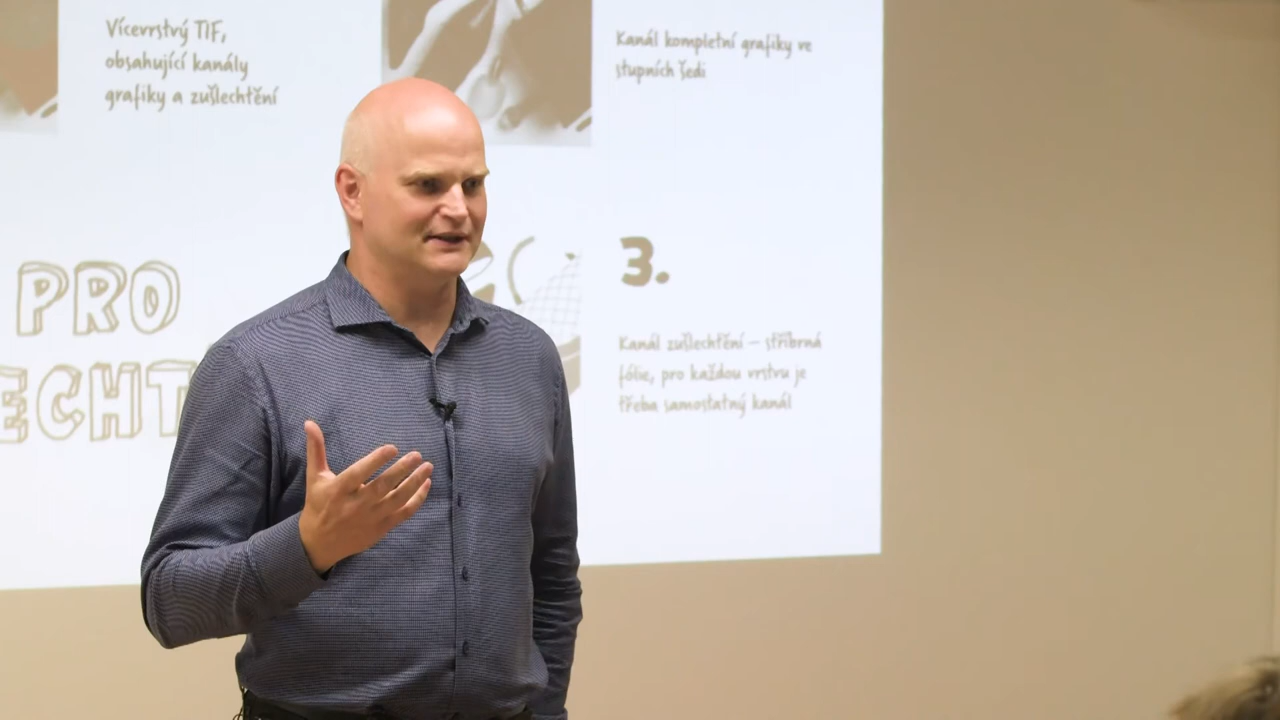 Vícevrstvý TIF,
obsahující kanály
grafiky a zušlechtění
Kanál kompletní grafiky ve
stupních šedi
PRO
ECHT
3.
Kanál zušlechtění – stříbrná
fólie, pro každou vrstvu je
třeba samostatný kanál